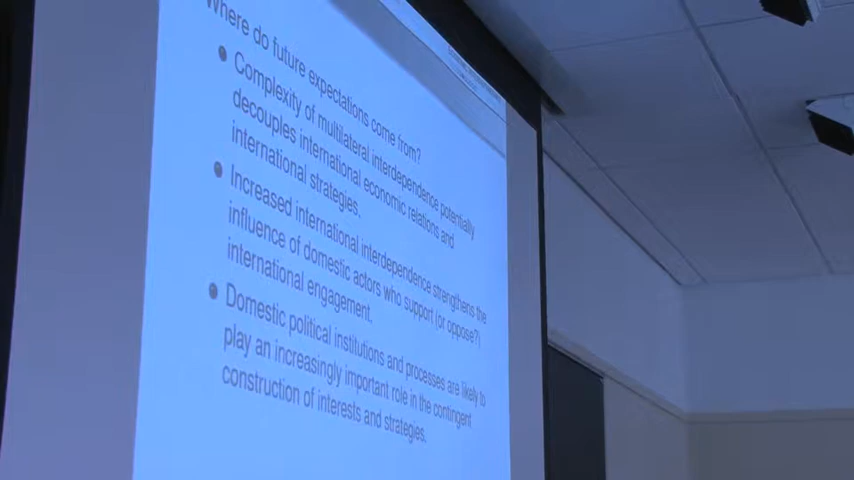 Where do future expectations come from?
Complexity of multilateral interdependence potentially
decouples international economic relations and
international strategies.
Increased international interdependence strengthens the
influence of domestic actors who support (or oppose?)
international engagement.
Domestic political institutions and processes are likely to
play an increasingly important role in the contingent
construction of interests and strategies.